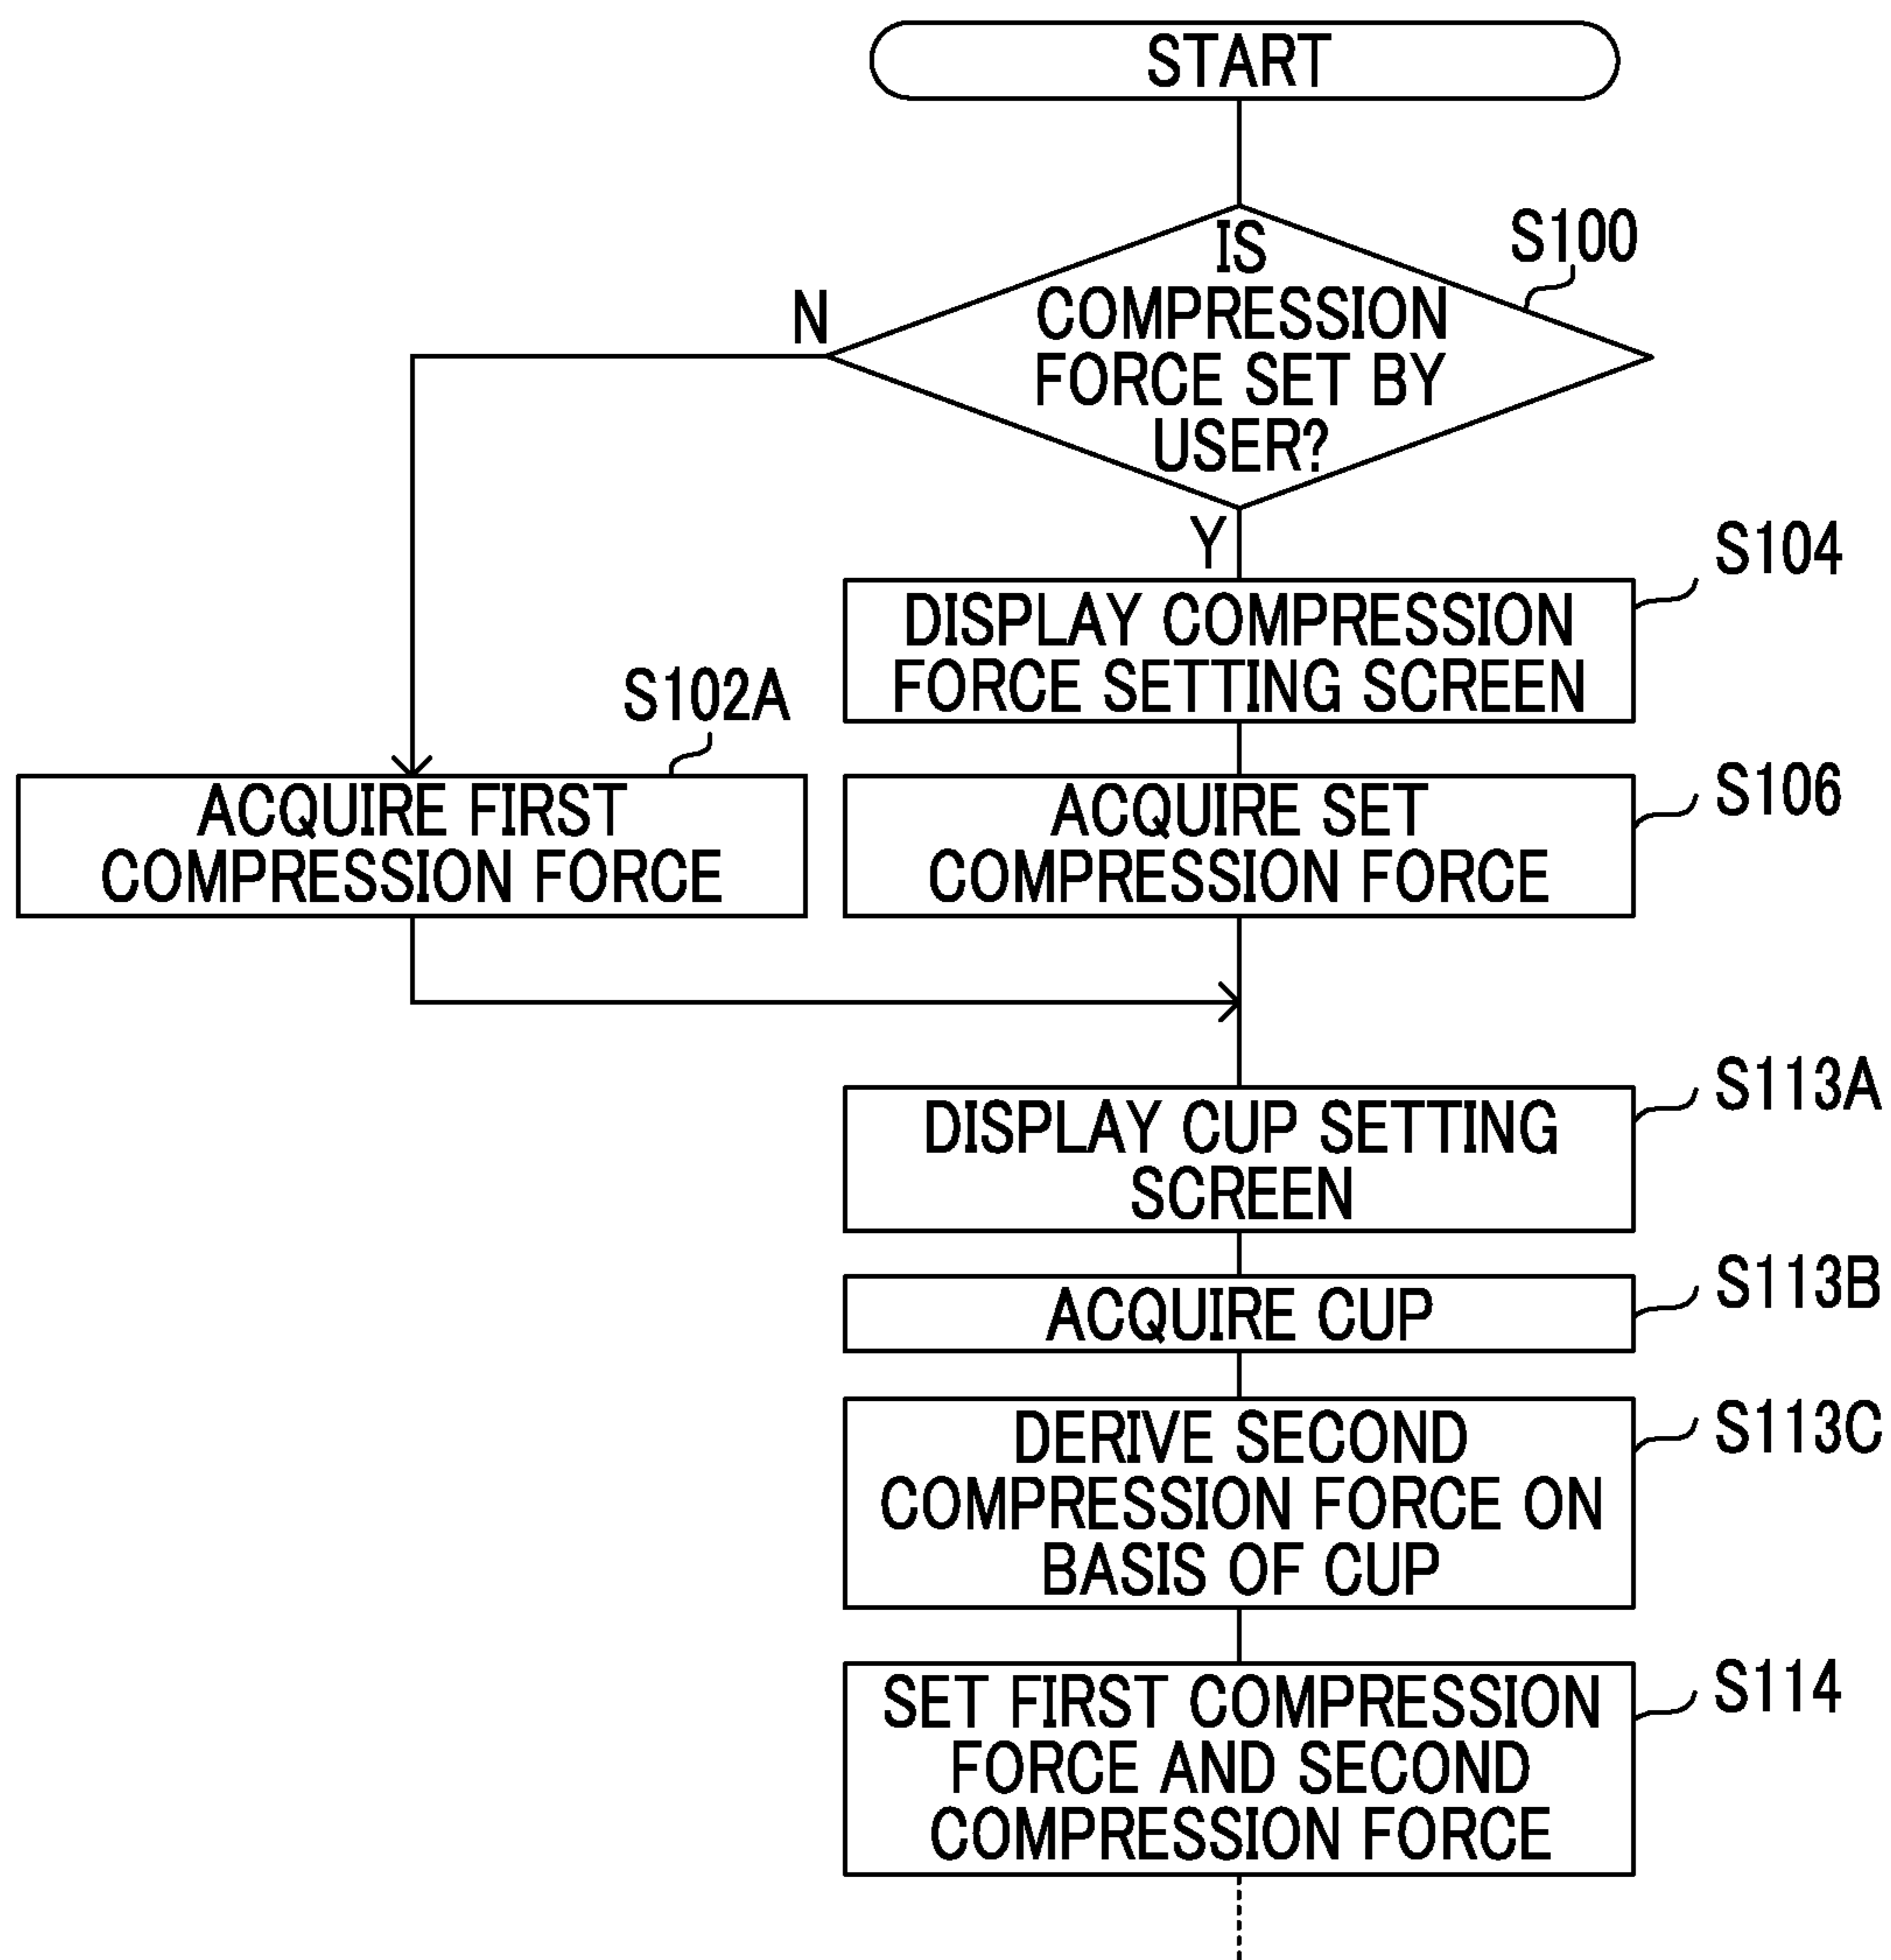 START
IS
COMPRESSION
FORCE SET BY
USER?
S100
N
Y
DISPLAY COMPRESSION
FORCE SETTING SCREEN
S104
S102A
ACQUIRE FIRST
COMPRESSION FORCE
ACQUIRE SET
COMPRESSION FORCE
S106
DISPLAY CUP SETTING
SCREEN
S113A
ACQUIRE CUP
S113B
DERIVE SECOND
COMPRESSION FORCE ON
BASIS OF CUP
S113C
SET FIRST COMPRESSION
FORCE AND SECOND
COMPRESSION FORCE
S114